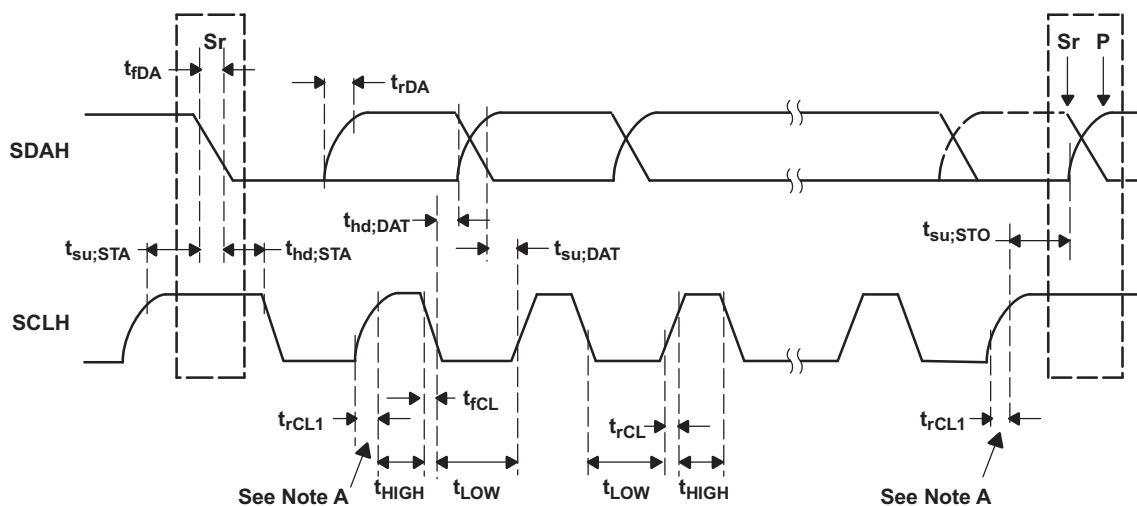 Sr
Sr P
tfDA
trDA
SDAH
thd;DAT
tsu;STA
thd;STA
tsu;DAT
tsu;STO
SCLH
tfCL
trCL1
trCL
trCL1
tHIGH
tLOW
tLOW
tHIGH
See Note A
See Note A